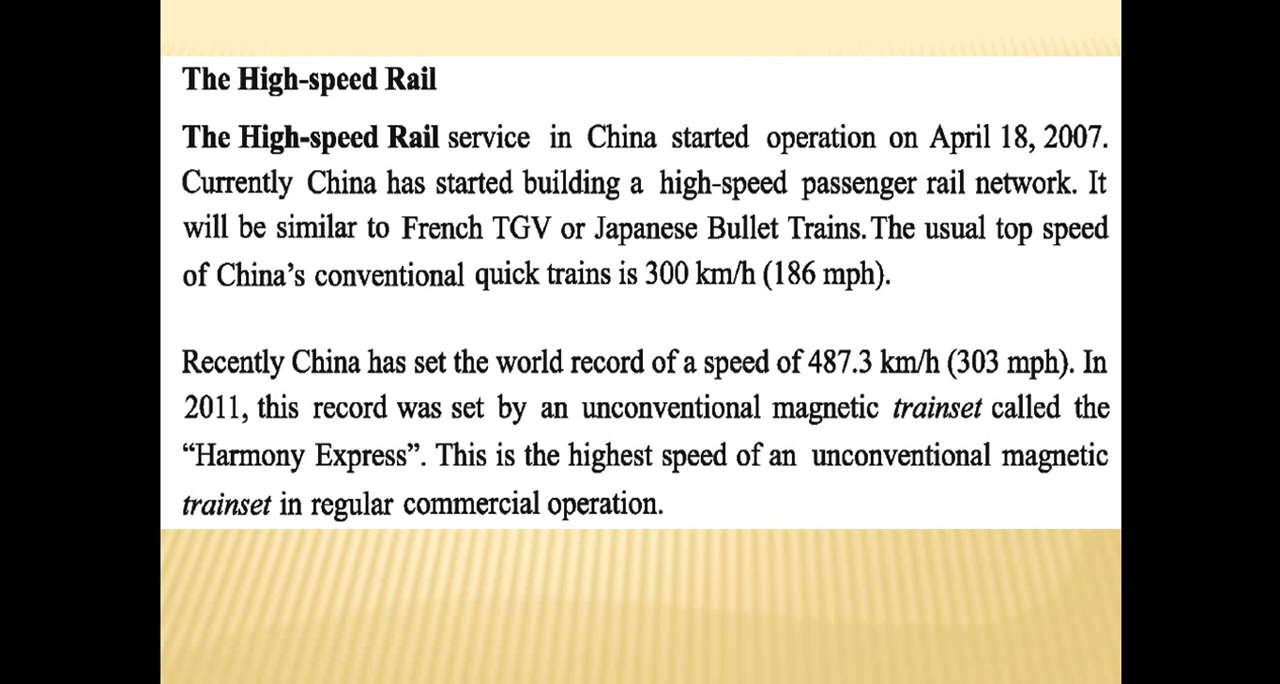 The High-speed Rail
The High-speed Rail service in China started operation on April 18, 2007.
Currently China has started building a high-speed passenger rail network. It
will be similar to French TGV or Japanese Bullet Trains. The usual top speed
of China’s conventional quick trains is 300 km/h (186 mph).
Recently China has set the world record of a speed of 487.3 km/h (303 mph). In
2011, this record was set by an unconventional magnetic trainset called the
“Harmony Express”. This is the highest speed of an unconventional magnetic
trainset in regular commercial operation.